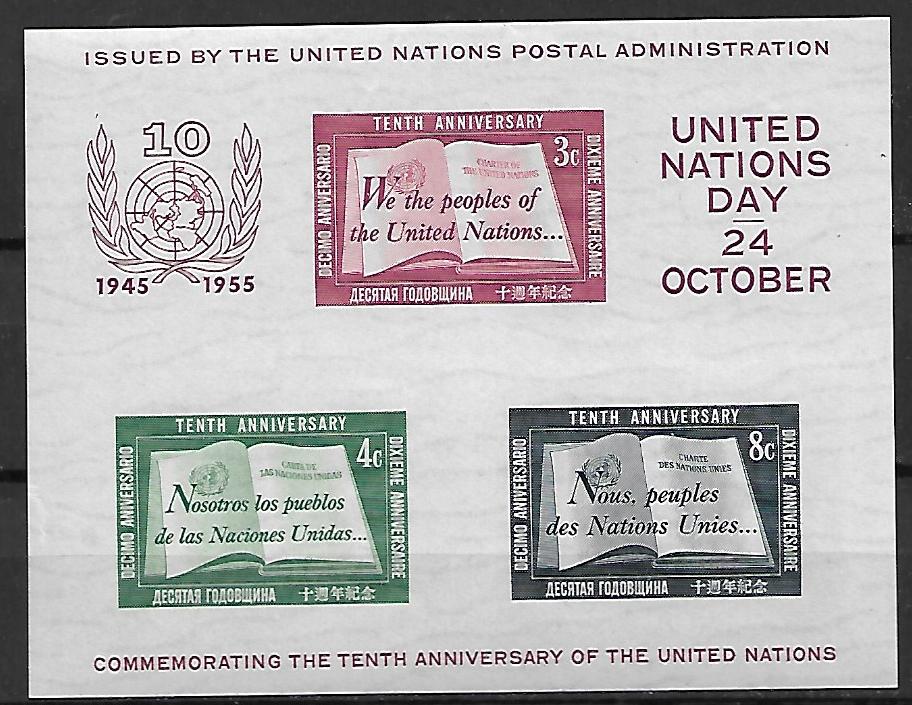 ISSUED BY THE UNITED NATIONS POSTAL ADMINISTRATION
10
1945 1955
TENTH ANNIVERSARY
3c
DECIMO ANIVERSARIO
DIXIEME ANNIVERSAIRE
CHARTER OF
THE UNITED NATIONS
We the peoples of
the United Nations...
ДЕСЯТАЯ ГОДОВЩИНА 十週年紀念
UNITED
NATIONS
DAY
24
OCTOBER
TENTH ANNIVERSARY
4c
DECIMO ANIVERSARIO
DIXIEME ANNIVERSAIRE
CARTA DE
LAS NACIONES UNIDAS
Nosotros los pueblos
de las Naciones Unidas...
ДЕСЯТАЯ ГОДОВЩИНА 十週年紀念
TENTH ANNIVERSARY
8c
DECIMO ANIVERSARIO
DIXIEME ANNIVERSAIRE
CHARTE
DES NATIONS UNIES
Nous, peuples
des Nations Unies...
ДЕСЯТАЯ ГОДОВЩИНА 十週年紀念
COMMEMORATING THE TENTH ANNIVERSARY OF THE UNITED NATIONS